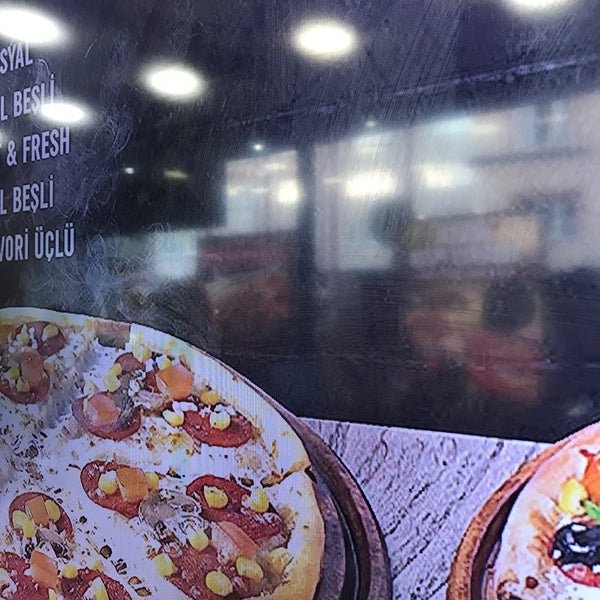 SYAL
L BEŞLİ
& FRESH
L BEŞLİ
VORİ ÜÇLÜ